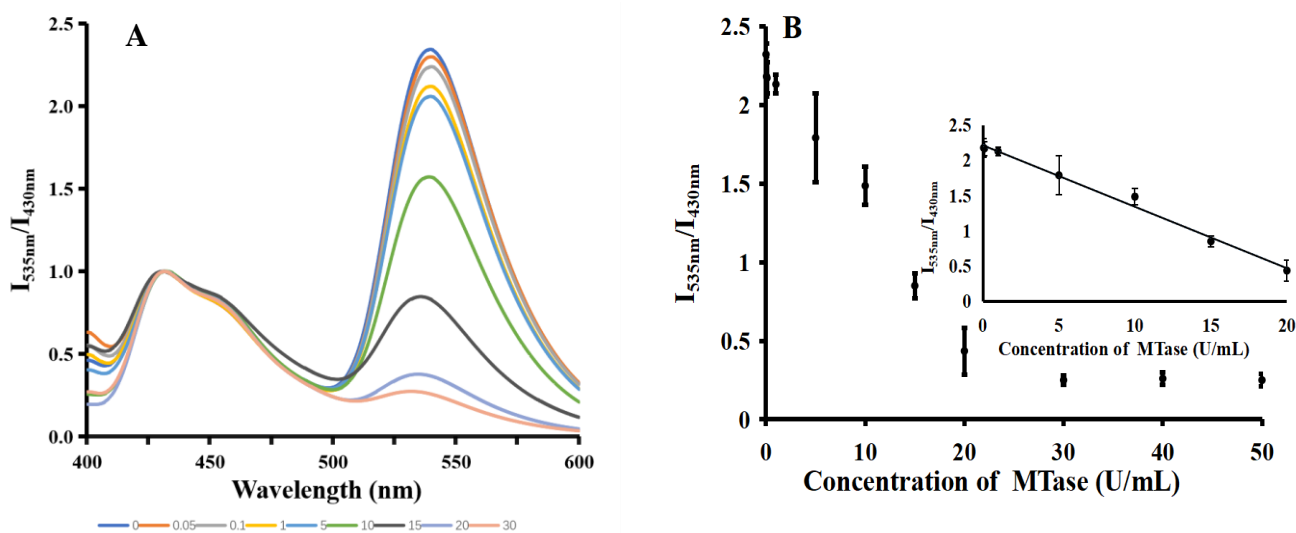 A
2.5
2.0
1.5
1.0
0.5
0.0
I535nm/I430nm
400 450 500 550 600
Wavelength (nm)
0 0.05 0.1 1 5 10 15 20 30
B
2.5
2
1.5
1
0.5
0
I535nm/I430nm
0 10 20 30 40 50
Concentration of MTase (U/mL)
2.5
2
1.5
1
0.5
0
I535nm/I430nm
0 5 10 15 20
Concentration of MTase (U/mL)